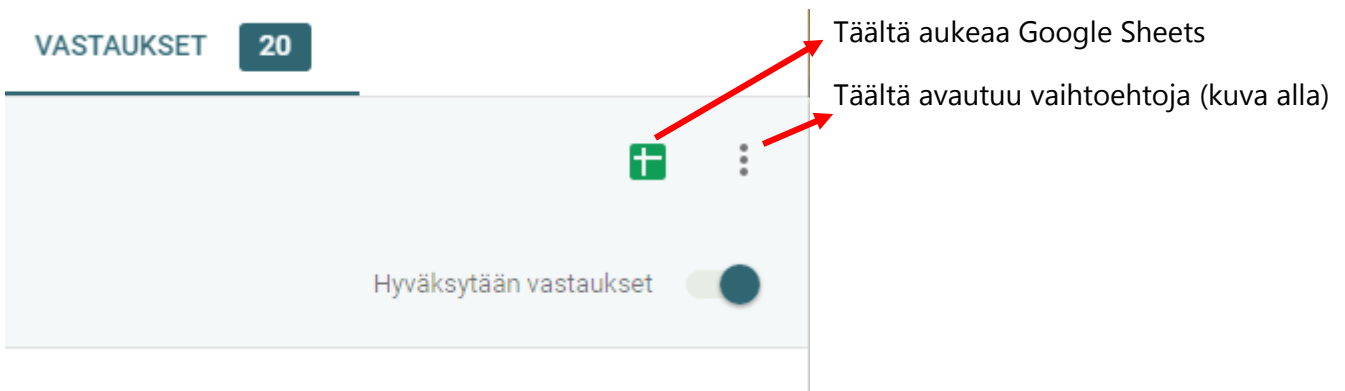 VASTAUKSET 20
Täältä aukeaa Google Sheets
Täältä avautuu vaihtoehtoja (kuva alla)
Hyväksytään vastaukset